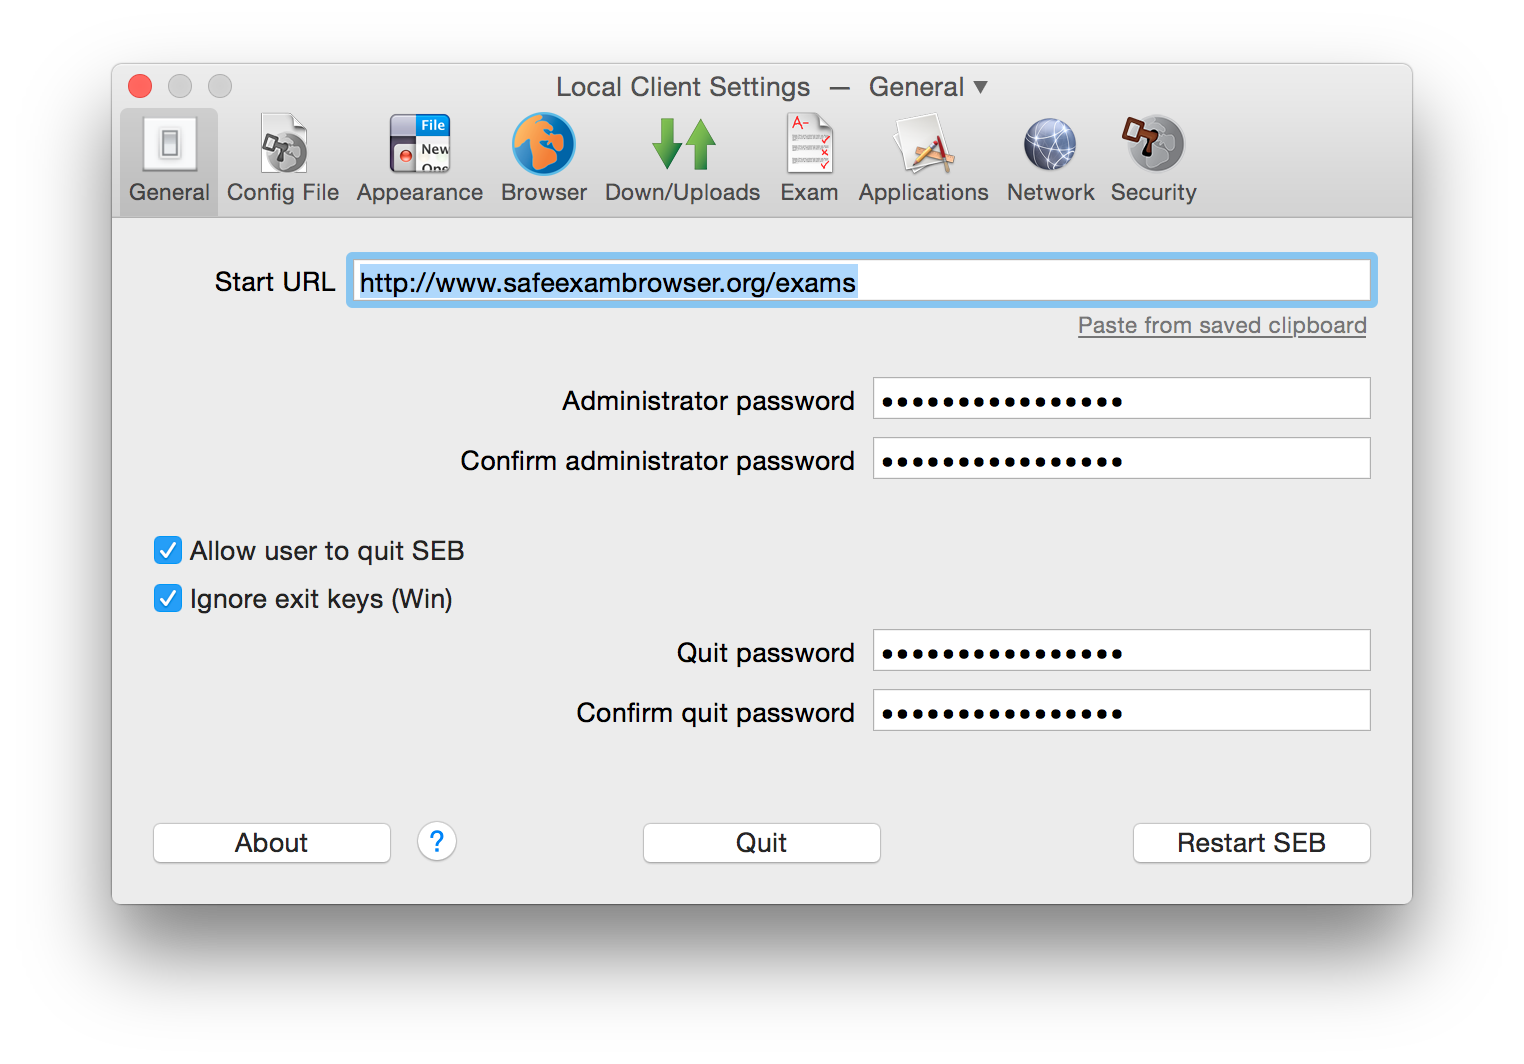 Local Client Settings — General ▼
General Config File Appearance Browser Down/Uploads Exam Applications Network Security
File
New
A-
Start URL http://www.safeexambrowser.org/exams
Paste from saved clipboard
Administrator password ••••••••••••••••
Confirm administrator password ••••••••••••••••
Allow user to quit SEB
Ignore exit keys (Win)
Quit password ••••••••••••••••
Confirm quit password ••••••••••••••••
About ? Quit Restart SEB